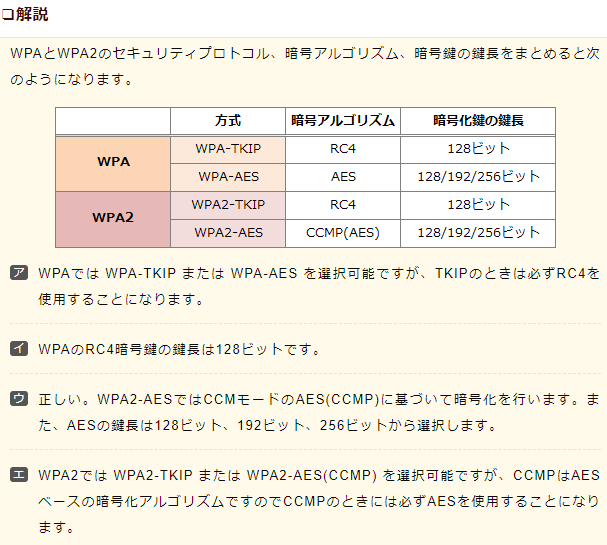 ❏解説
WPAとWPA2のセキュリティプロトコル、暗号アルゴリズム、暗号鍵の鍵長をまとめると次
のようになります。
方式 暗号アルゴリズム 暗号化鍵の鍵長
WPA WPA-TKIP RC4 128ビット
WPA-AES AES 128/192/256ビット
WPA2 WPA2-TKIP RC4 128ビット
WPA2-AES CCMP(AES) 128/192/256ビット
ア WPAでは WPA-TKIP または WPA-AES を選択可能ですが、TKIPのときは必ずRC4を
使用することになります。
イ WPAのRC4暗号鍵の鍵長は128ビットです。
ウ 正しい。WPA2-AESではCCMモードのAES(CCMP)に基づいて暗号化を行います。ま
た、AESの鍵長は128ビット、192ビット、256ビットから選択します。
エ WPA2では WPA2-TKIP または WPA2-AES(CCMP) を選択可能ですが、CCMPはAES
ベースの暗号化アルゴリズムですのでCCMPのときには必ずAESを使用することになり
ます。